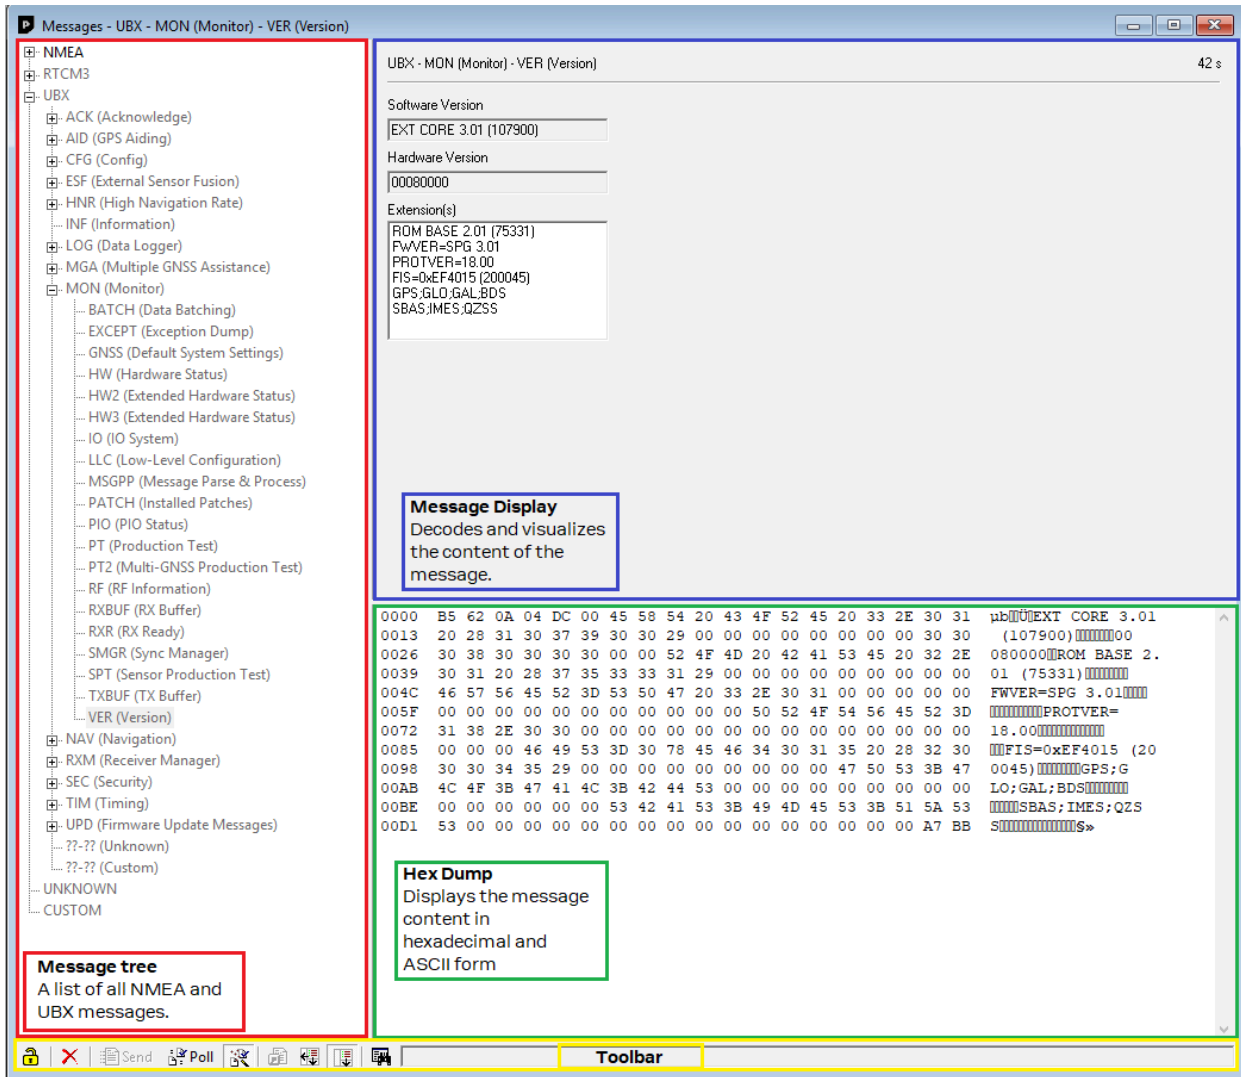 Messages - UBX - MON (Monitor) - VER (Version)
NMEA
RTCM3
UBX
ACK (Acknowledge)
AID (GPS Aiding)
CFG (Config)
ESF (External Sensor Fusion)
HNR (High Navigation Rate)
INF (Information)
LOG (Data Logger)
MGA (Multiple GNSS Assistance)
MON (Monitor)
BATCH (Data Batching)
EXCEPT (Exception Dump)
GNSS (Default System Settings)
HW (Hardware Status)
HW2 (Extended Hardware Status)
HW3 (Extended Hardware Status)
IO (IO System)
LLC (Low-Level Configuration)
MSGPP (Message Parse & Process)
PATCH (Installed Patches)
PIO (PIO Status)
PT (Production Test)
PT2 (Multi-GNSS Production Test)
RF (RF Information)
RXBUF (RX Buffer)
RXR (RX Ready)
SMGR (Sync Manager)
SPT (Sensor Production Test)
TXBUF (TX Buffer)
VER (Version)
NAV (Navigation)
RXM (Receiver Manager)
SEC (Security)
TIM (Timing)
UPD (Firmware Update Messages)
??-?? (Unknown)
??-?? (Custom)
UNKNOWN
CUSTOM
Message tree
A list of all NMEA and
UBX messages.
UBX - MON (Monitor) - VER (Version) 42 s
Software Version
EXT CORE 3.01 (107900)
Hardware Version
00080000
Extension(s)
ROM BASE 2.01 (75331)
FWVER=SPG 3.01
PROTVER=18.00
FIS=0xEF4015 (200045)
GPS;GLO;GAL;BDS
SBAS;IMES;QZSS
Message Display
Decodes and visualizes
the content of the
message.
0000 B5 62 0A 04 DC 00 45 58 54 20 43 4F 52 45 20 33 2E 30 31 µb▯▯Ü▯EXT CORE 3.01
0013 20 28 31 30 37 39 30 30 29 00 00 00 00 00 00 00 00 30 30 (107900)▯▯▯▯▯▯▯▯00
0026 30 38 30 30 30 30 00 00 52 4F 4D 20 42 41 53 45 20 32 2E 080000▯▯ROM BASE 2.
0039 30 31 20 28 37 35 33 33 31 29 00 00 00 00 00 00 00 00 00 01 (75331)▯▯▯▯▯▯▯▯▯
004C 46 57 56 45 52 3D 53 50 47 20 33 2E 30 31 00 00 00 00 00 FWVER=SPG 3.01▯▯▯▯▯
005F 00 00 00 00 00 00 00 00 00 00 00 50 52 4F 54 56 45 52 3D ▯▯▯▯▯▯▯▯▯▯▯PROTVER=
0072 31 38 2E 30 30 00 00 00 00 00 00 00 00 00 00 00 00 00 00 18.00▯▯▯▯▯▯▯▯▯▯▯▯▯▯
0085 00 00 00 46 49 53 3D 30 78 45 46 34 30 31 35 20 28 32 30 ▯▯▯FIS=0xEF4015 (20
0098 30 30 34 35 29 00 00 00 00 00 00 00 00 00 47 50 53 3B 47 0045)▯▯▯▯▯▯▯▯▯GPS;G
00AB 4C 4F 3B 47 41 4C 3B 42 44 53 00 00 00 00 00 00 00 00 00 LO;GAL;BDS▯▯▯▯▯▯▯▯▯
00BE 00 00 00 00 00 00 53 42 41 53 3B 49 4D 45 53 3B 51 5A 53 ▯▯▯▯▯▯SBAS;IMES;QZS
00D1 53 00 00 00 00 00 00 00 00 00 00 00 00 00 00 00 00 A7 BB S▯▯▯▯▯▯▯▯▯▯▯▯▯▯▯▯§»
Hex Dump
Displays the message
content in
hexadecimal and
ASCII form
Send Poll Toolbar